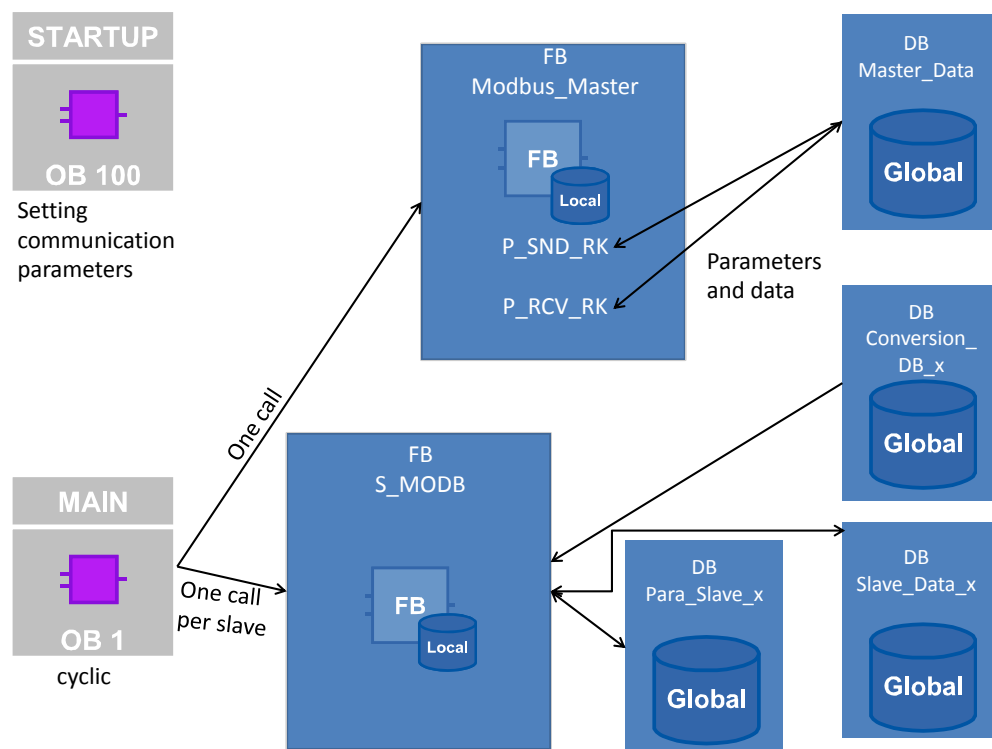 STARTUP
OB 100
Setting
communication
parameters
FB
Modbus_Master
FB
Local
P_SND_RK
P_RCV_RK
DB
Master_Data
Global
Parameters
and data
DB
Conversion_
DB_x
Global
One call
MAIN
OB 1
cyclic
One call
per slave
FB
S_MODB
FB
Local
DB
Para_Slave_x
Global
DB
Slave_Data_x
Global